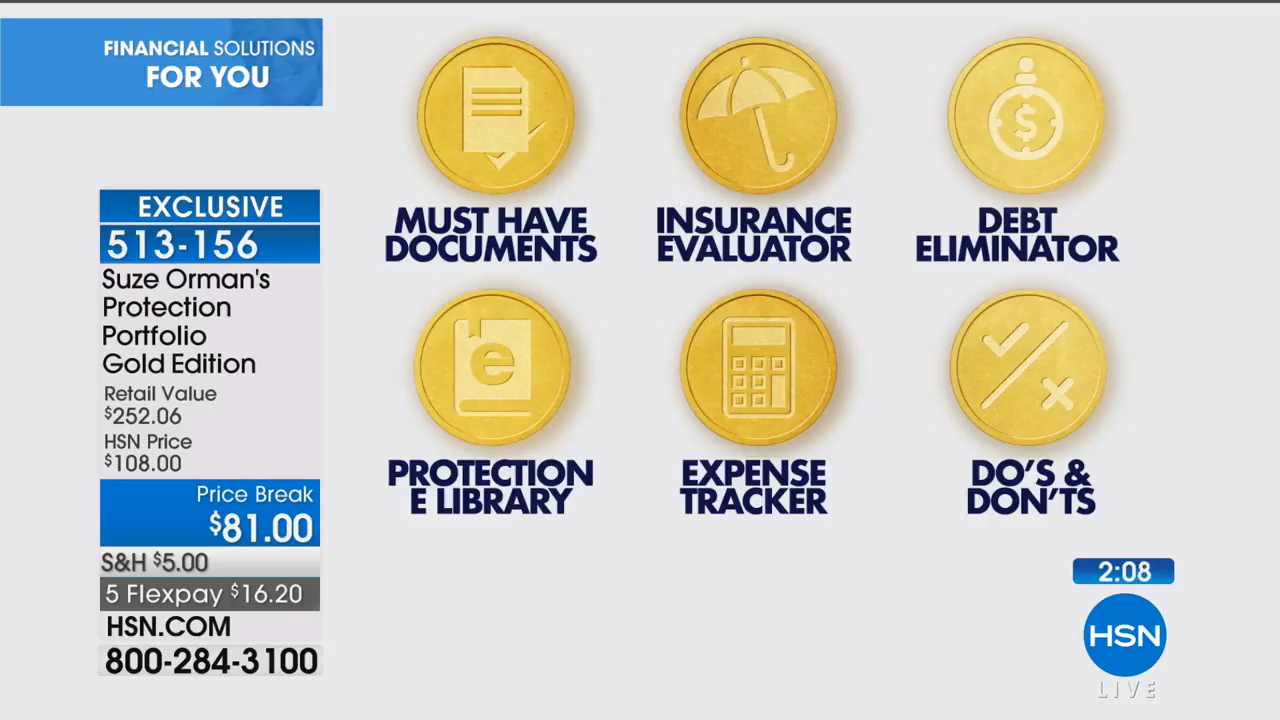 FINANCIAL SOLUTIONS
FOR YOU
EXCLUSIVE
513-156
Suze Orman's
Protection
Portfolio
Gold Edition
Retail Value
$252.06
HSN Price
$108.00
Price Break
$81.00
S&H $5.00
5 Flexpay $16.20
HSN.COM
800-284-3100
MUST HAVE
DOCUMENTS
INSURANCE
EVALUATOR
$
DEBT
ELIMINATOR
e
PROTECTION
E LIBRARY
EXPENSE
TRACKER
DO'S &
DON'TS
2:08
HSN
LIVE